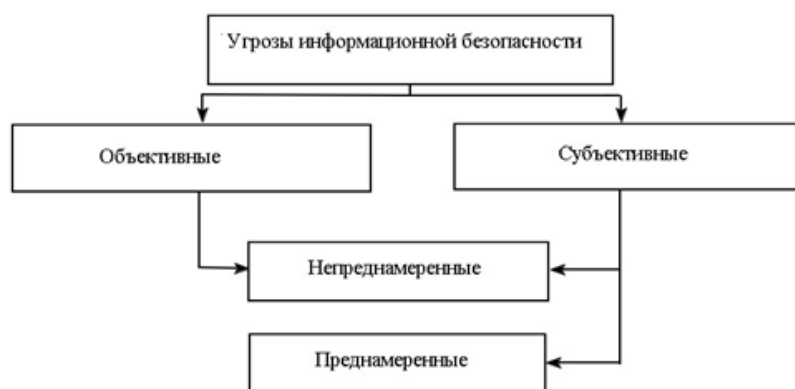 Угрозы информационной безопасности
Объективные
Субъективные
Непреднамеренные
Преднамеренные